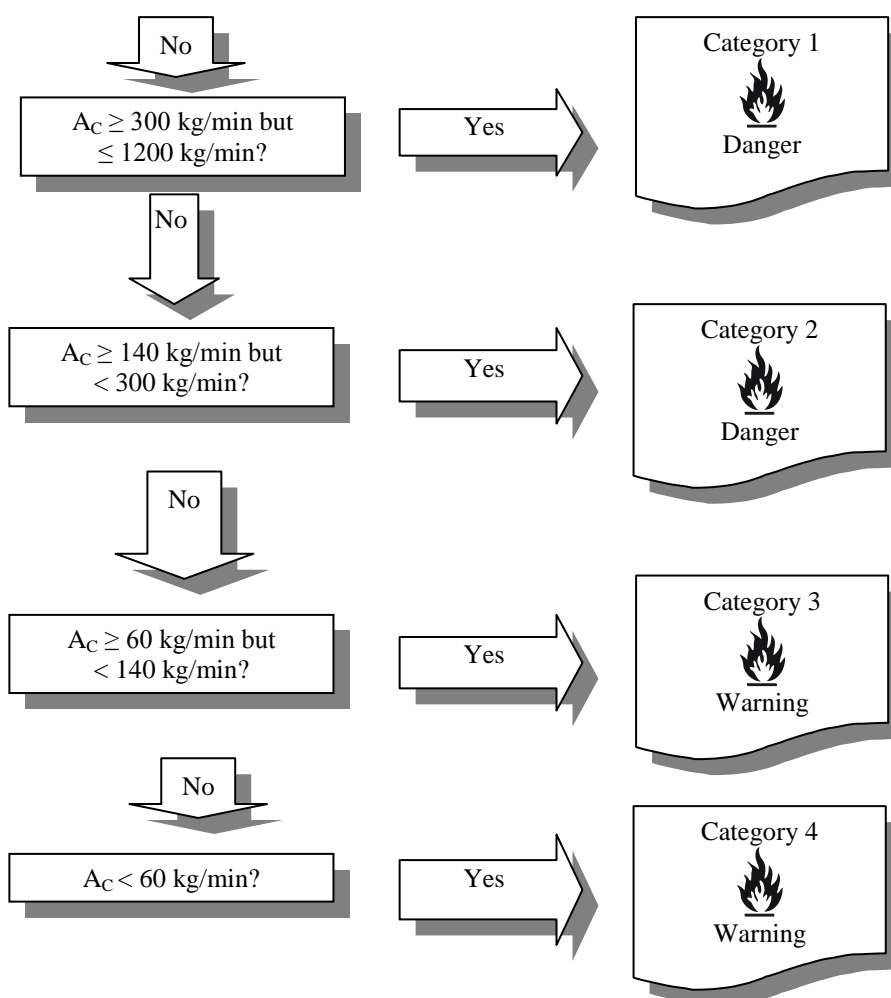 No
A_C ≥ 300 kg/min but
≤ 1200 kg/min?
Yes
Category 1
Danger
No
A_C ≥ 140 kg/min but
< 300 kg/min?
Yes
Category 2
Danger
No
A_C ≥ 60 kg/min but
< 140 kg/min?
Yes
Category 3
Warning
No
A_C < 60 kg/min?
Yes
Category 4
Warning